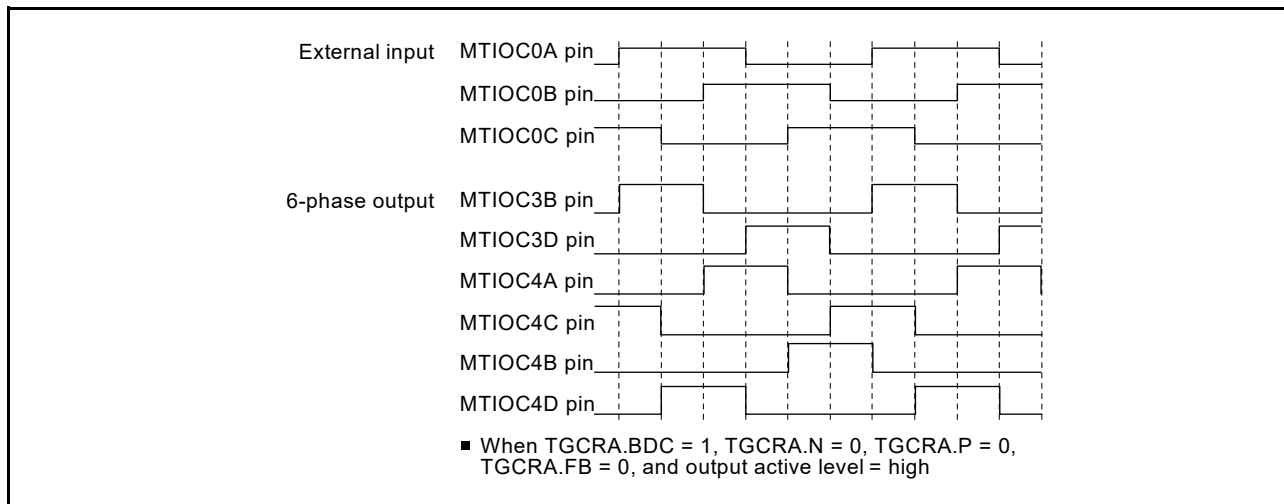 External input MTIOC0A pin
MTIOC0B pin
MTIOC0C pin
6-phase output MTIOC3B pin
MTIOC3D pin
MTIOC4A pin
MTIOC4C pin
MTIOC4B pin
MTIOC4D pin
■ When TGCRA.BDC = 1, TGCRA.N = 0, TGCRA.P = 0,
TGCRA.FB = 0, and output active level = high